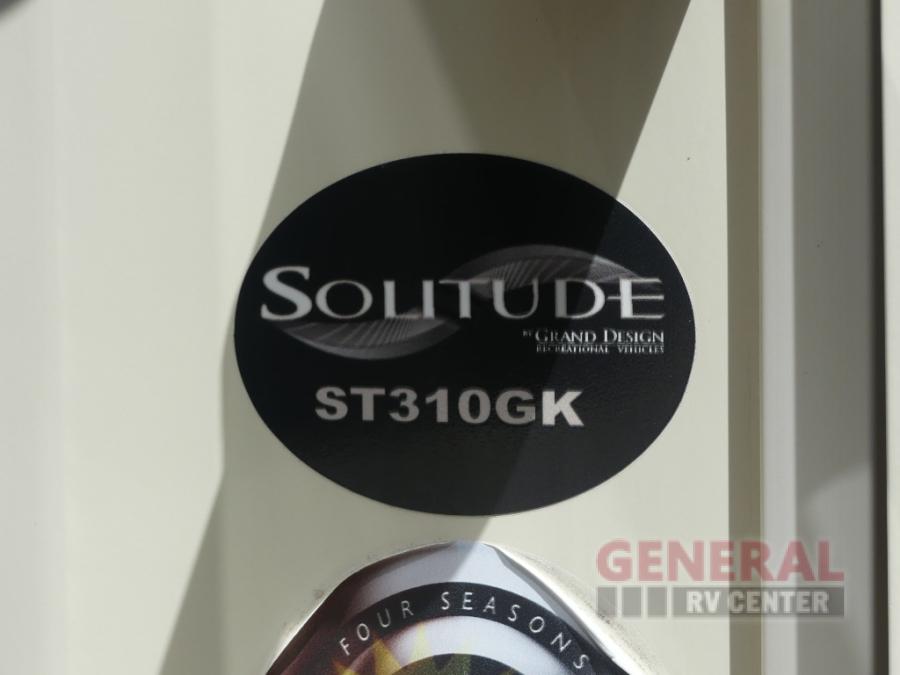 SOLITUDE
BY GRAND DESIGN
RECREATIONAL VEHICLES
ST310GK
GENERAL
RV CENTER
FOUR SEASONS